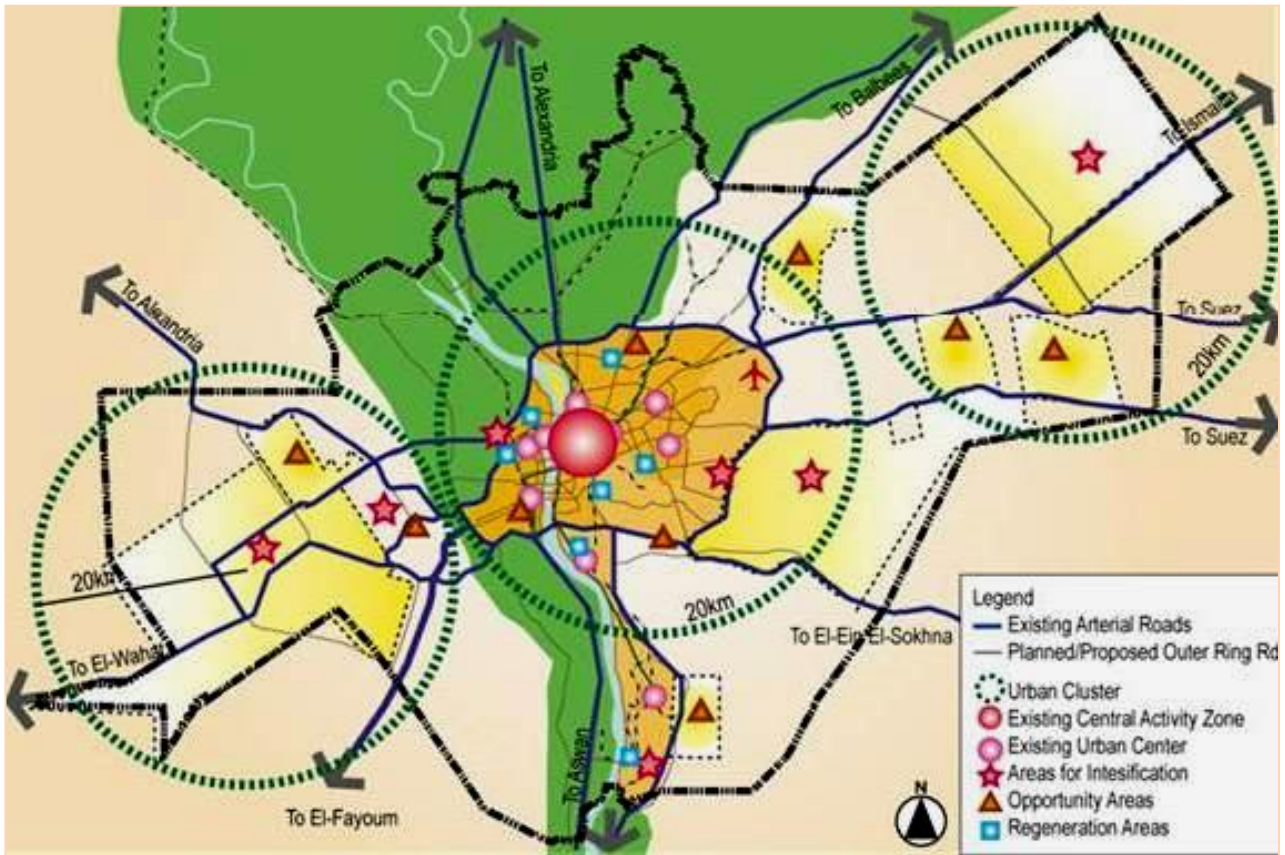 To Alexandria
To Balbees
To Ismaili
To Alexandria
To Suez
20km
To Suez
20km
20km
To El-Ein El-Sokhna
To El-Wahat
To Aswan
To El-Fayoum
N
Legend
Existing Arterial Roads
Planned/Proposed Outer Ring Rd
Urban Cluster
Existing Central Activity Zone
Existing Urban Center
Areas for Intesification
Opportunity Areas
Regeneration Areas